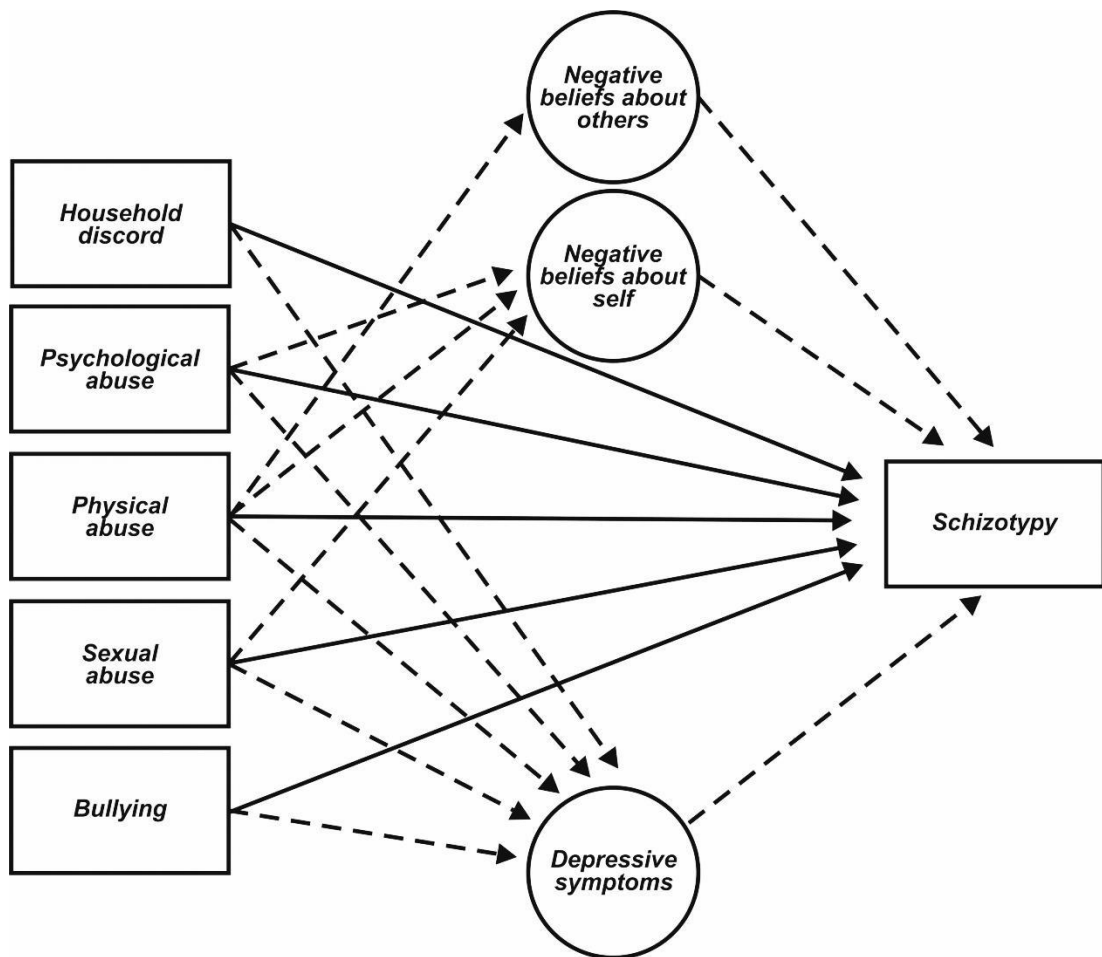 Negative
beliefs about
others
Household
discord
Negative
beliefs about
self
Psychological
abuse
Physical
abuse
Schizotypy
Sexual
abuse
Bullying
Depressive
symptoms